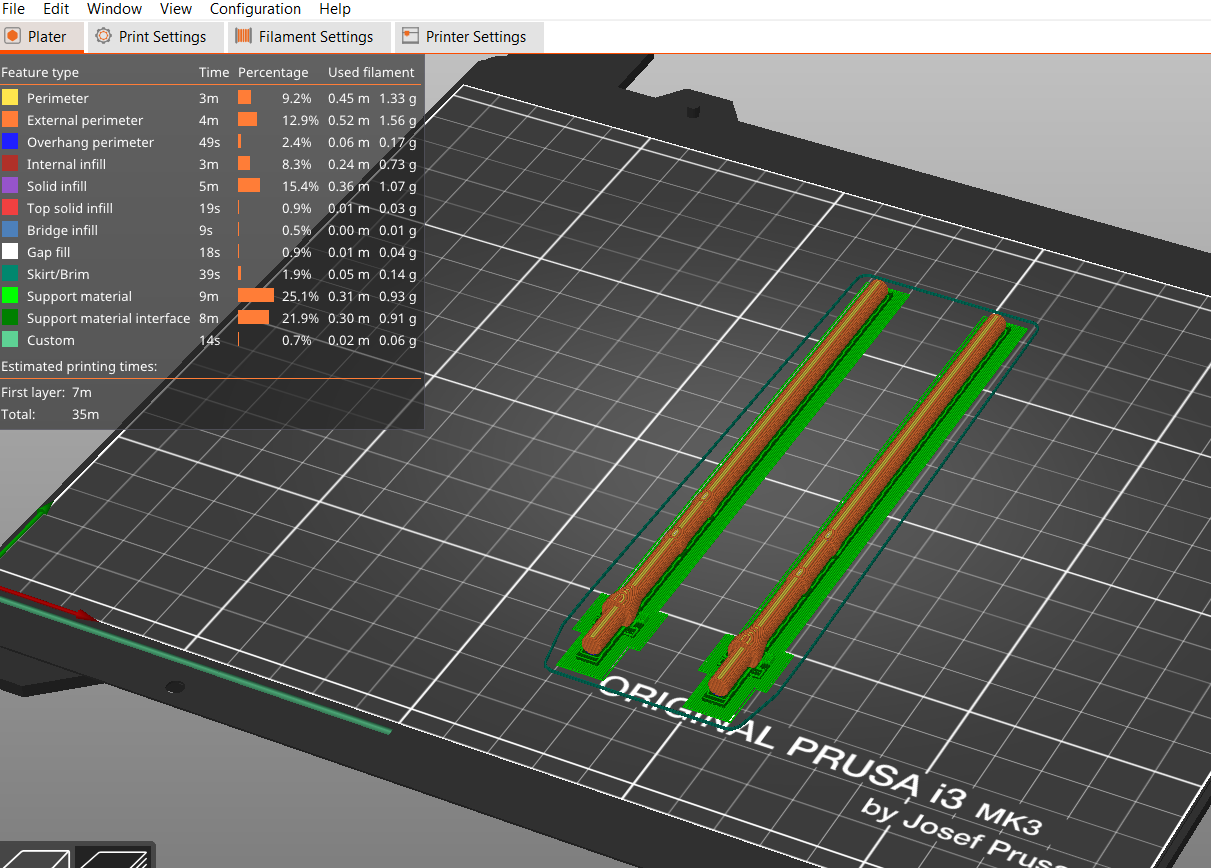 File Edit Window View Configuration Help
Plater Print Settings Filament Settings Printer Settings
Feature type Time Percentage Used filament
Perimeter 3m 9.2% 0.45 m 1.33 g
External perimeter 4m 12.9% 0.52 m 1.56 g
Overhang perimeter 49s 2.4% 0.06 m 0.17 g
Internal infill 3m 8.3% 0.24 m 0.73 g
Solid infill 5m 15.4% 0.36 m 1.07 g
Top solid infill 19s 0.9% 0.01 m 0.03 g
Bridge infill 9s 0.5% 0.00 m 0.01 g
Gap fill 18s 0.9% 0.01 m 0.04 g
Skirt/Brim 39s 1.9% 0.05 m 0.14 g
Support material 9m 25.1% 0.31 m 0.93 g
Support material interface 8m 21.9% 0.30 m 0.91 g
Custom 14s 0.7% 0.02 m 0.06 g
Estimated printing times:
First layer: 7m
Total: 35m
ORIGINAL PRUSA i3 MK3
by Josef Prus